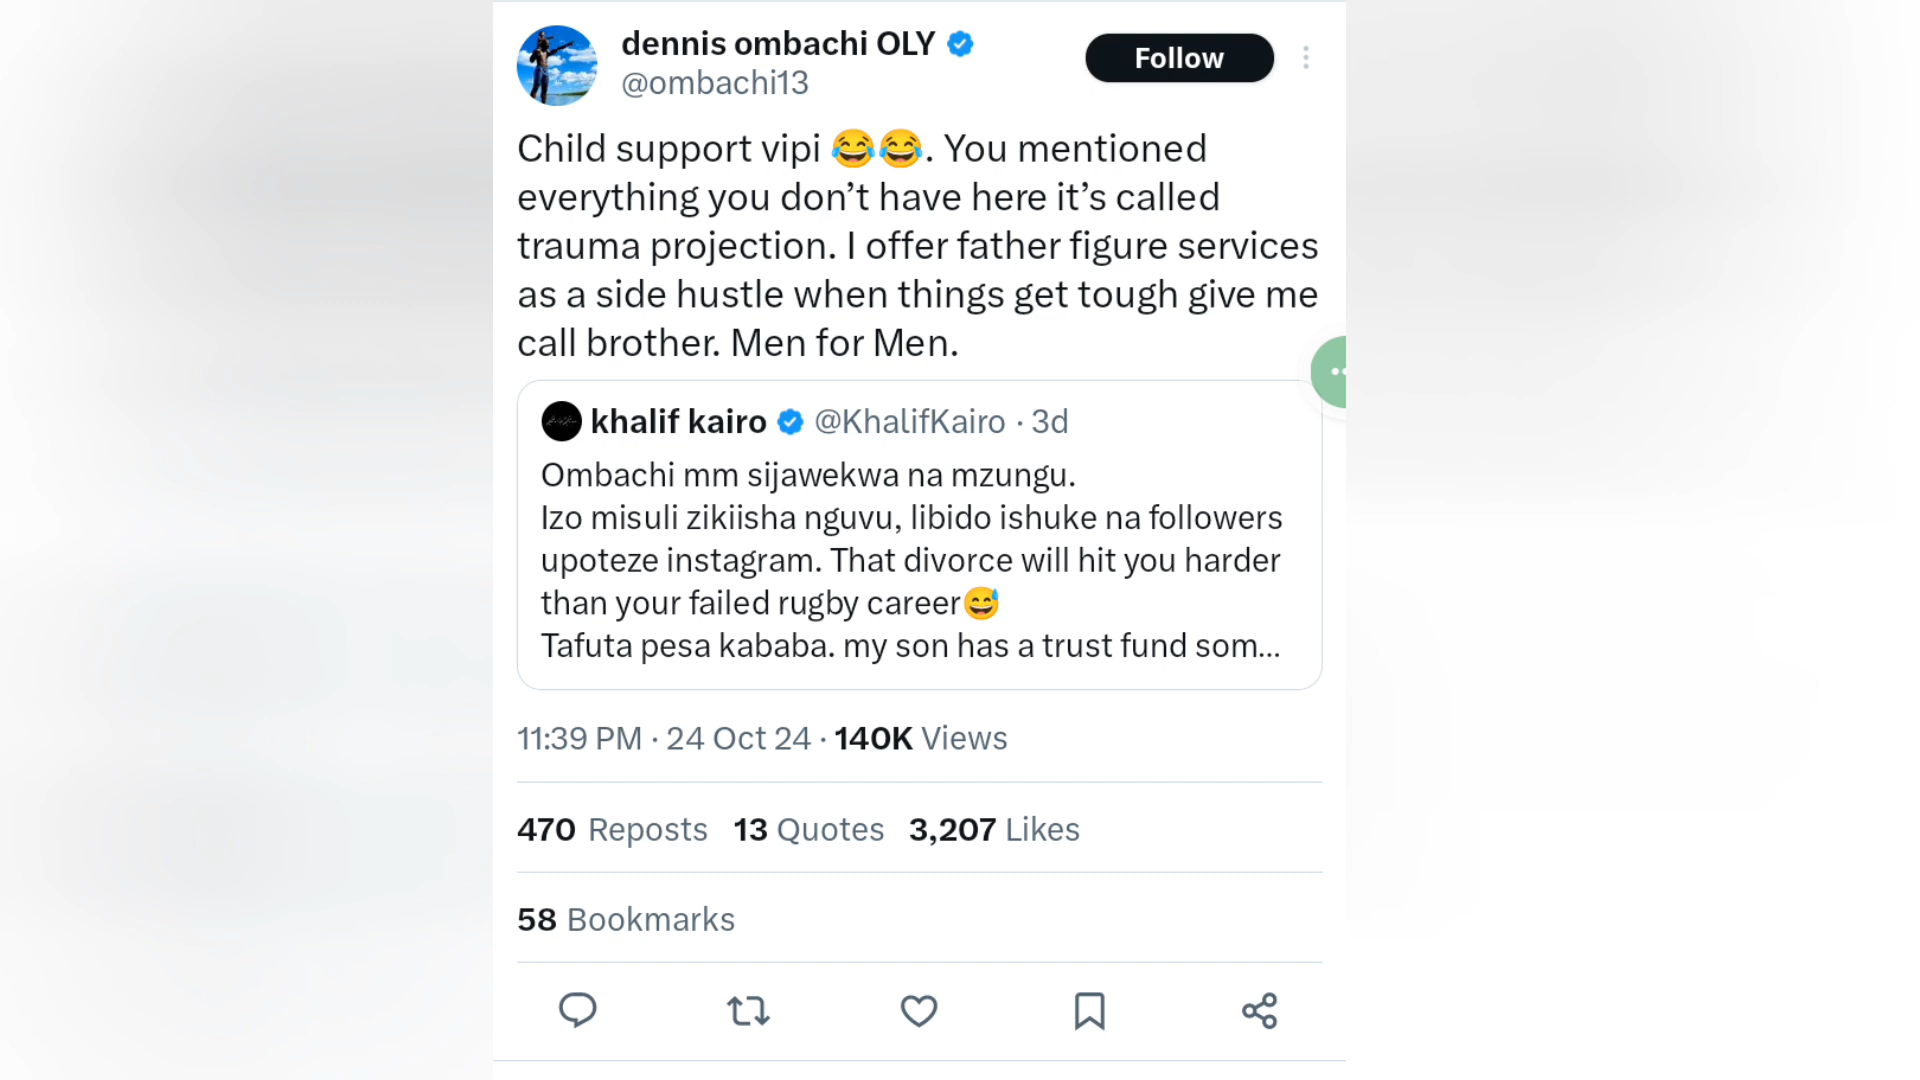 dennis ombachi OLY
@ombachi13
Follow
Child support vipi 😂😂. You mentioned
everything you don’t have here it’s called
trauma projection. I offer father figure services
as a side hustle when things get tough give me
call brother. Men for Men.
khalif kairo @KhalifKairo · 3d
Ombachi mm sijawekwa na mzungu.
Izo misuli zikiisha nguvu, libido ishuke na followers
upoteze instagram. That divorce will hit you harder
than your failed rugby career😅
Tafuta pesa kababa. my son has a trust fund som...
11:39 PM · 24 Oct 24 · 140K Views
470 Reposts 13 Quotes 3,207 Likes
58 Bookmarks